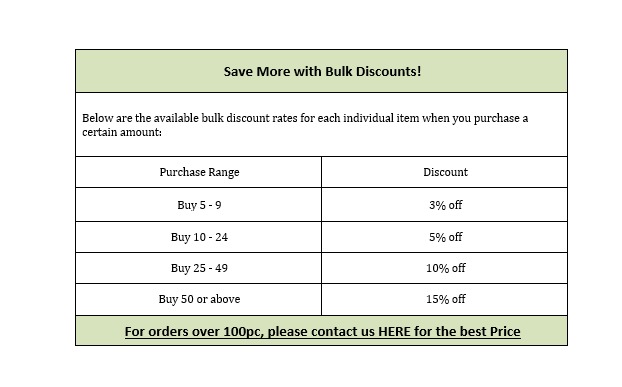 Save More with Bulk Discounts!
Below are the available bulk discount rates for each individual item when you purchase a
certain amount:
Purchase Range Discount
Buy 5 - 9 3% off
Buy 10 - 24 5% off
Buy 25 - 49 10% off
Buy 50 or above 15% off
For orders over 100pc, please contact us HERE for the best Price